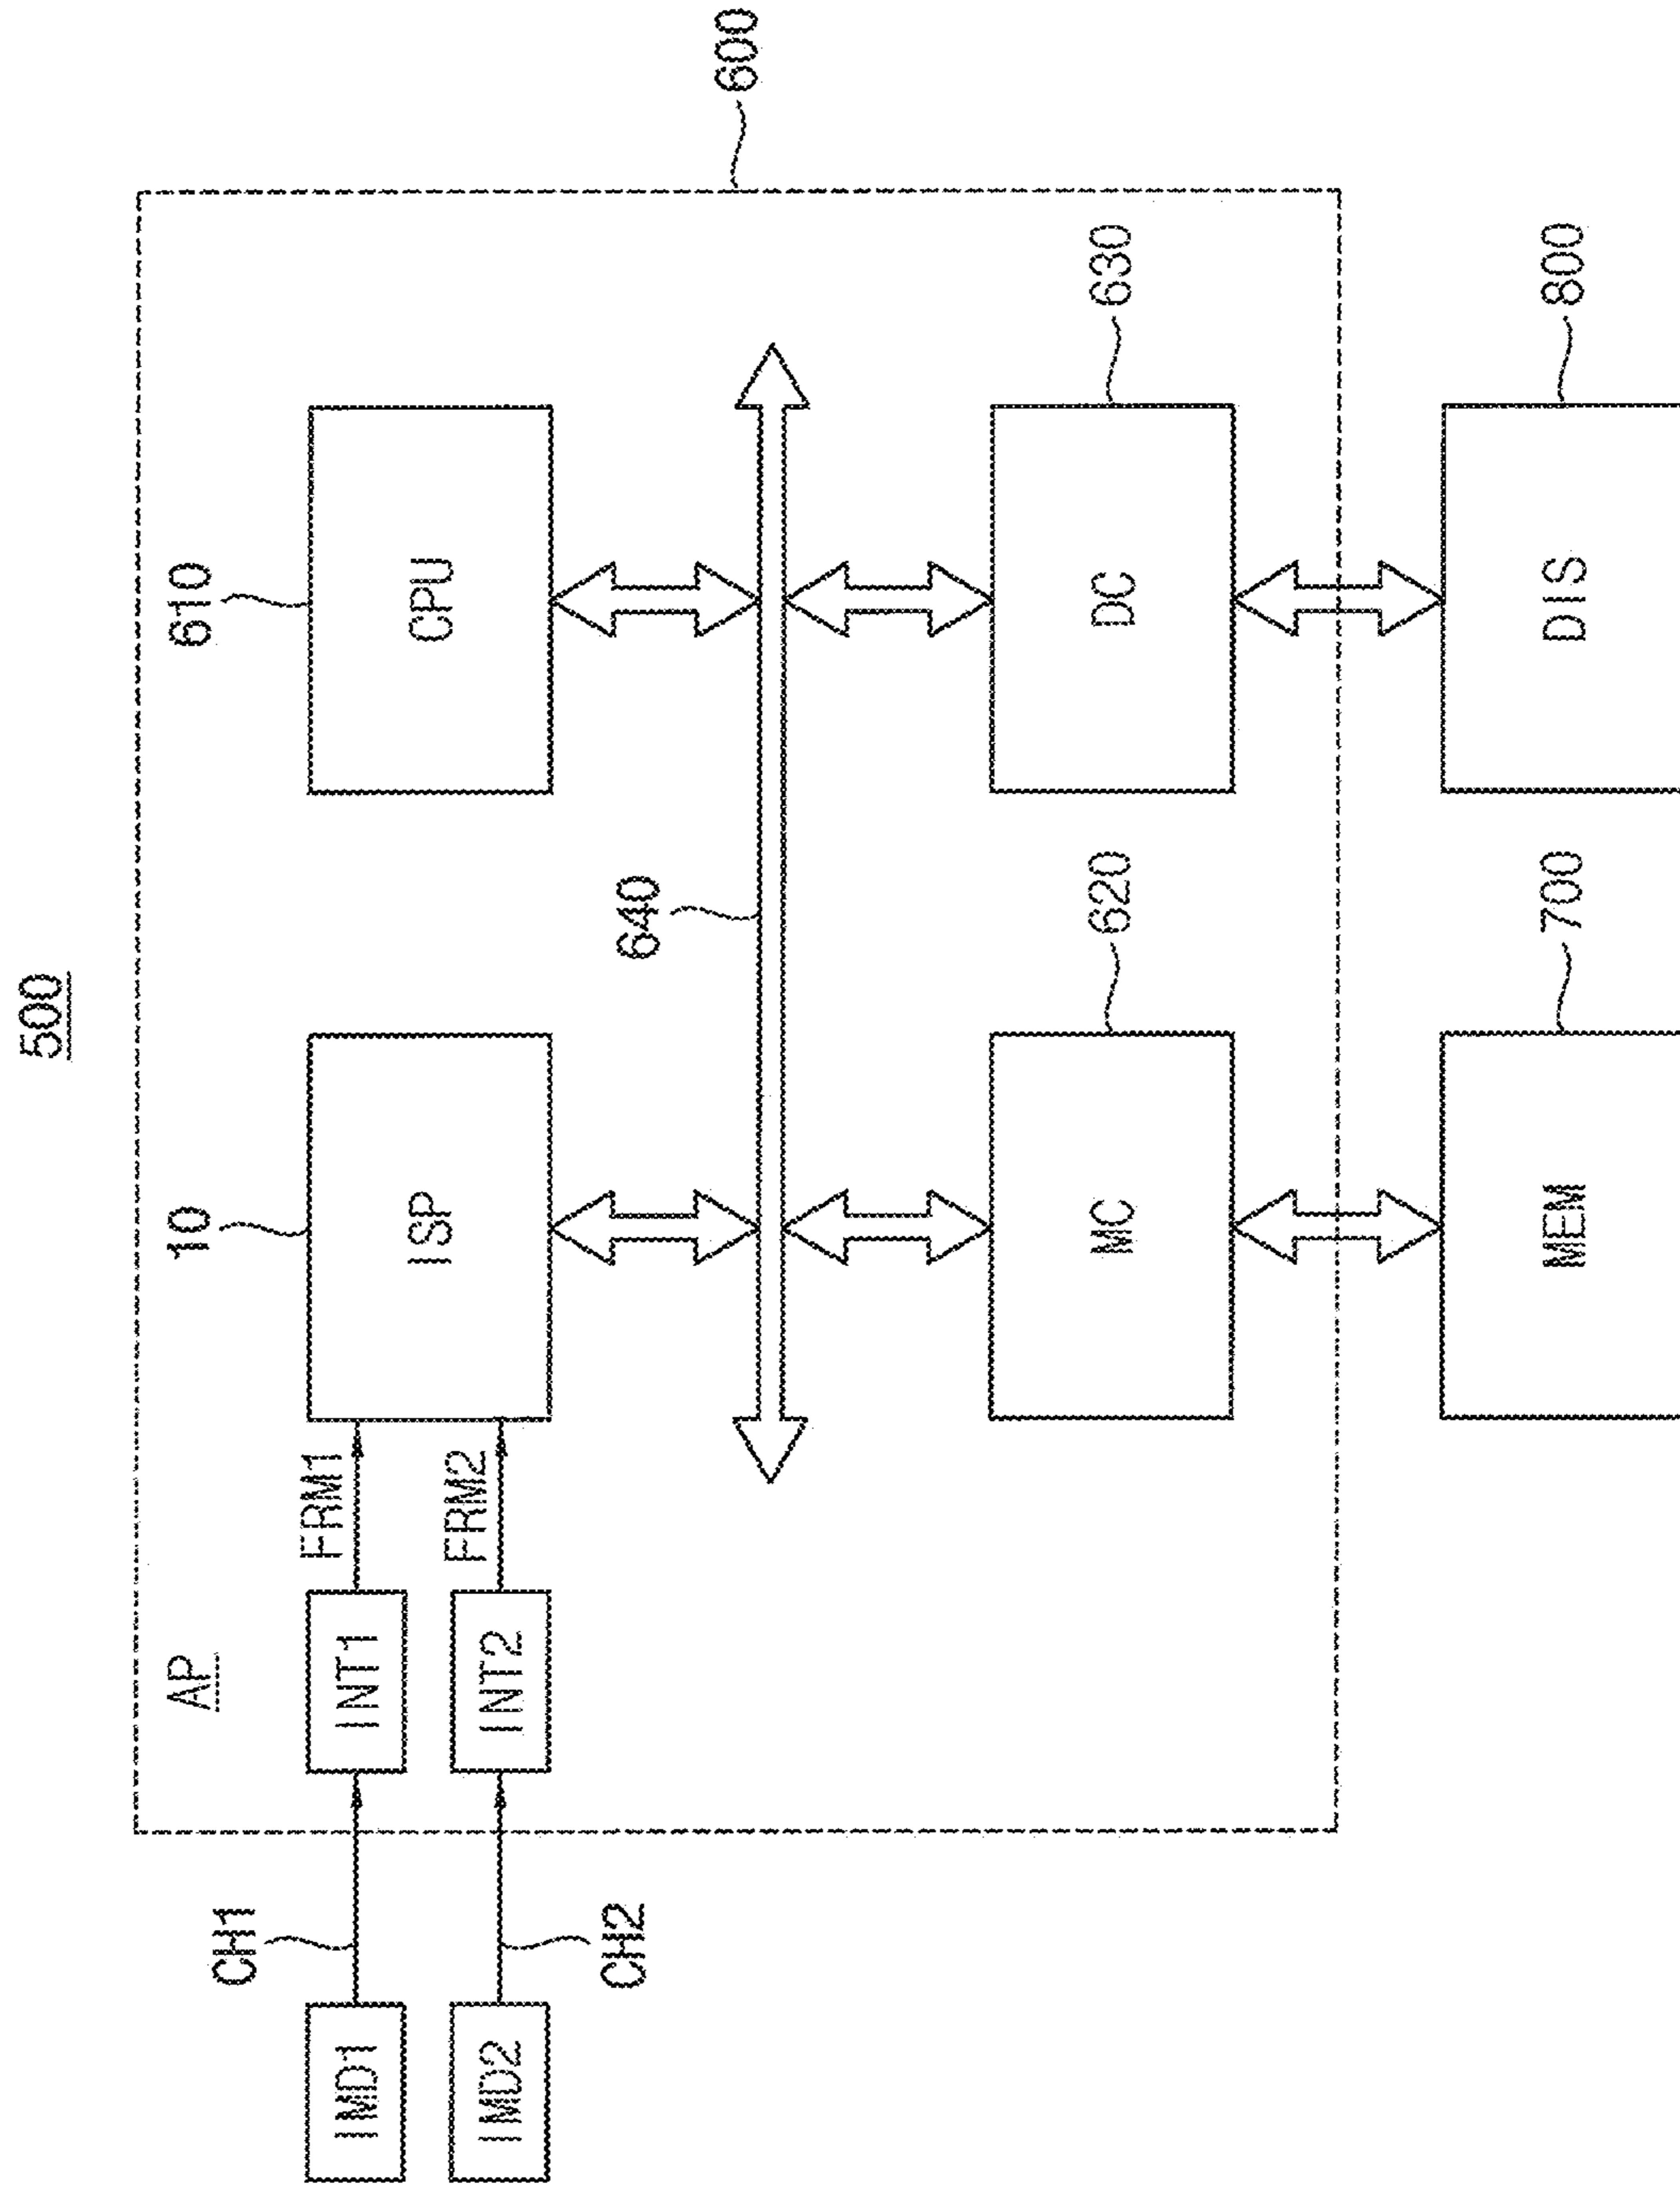 500
AP
10
610
CH1
IMD1
INT1
FRM1
ISP
CPU
IMD2
INT2
FRM2
CH2
640
600
620
630
MC
DC
700
800
MEM
DIS